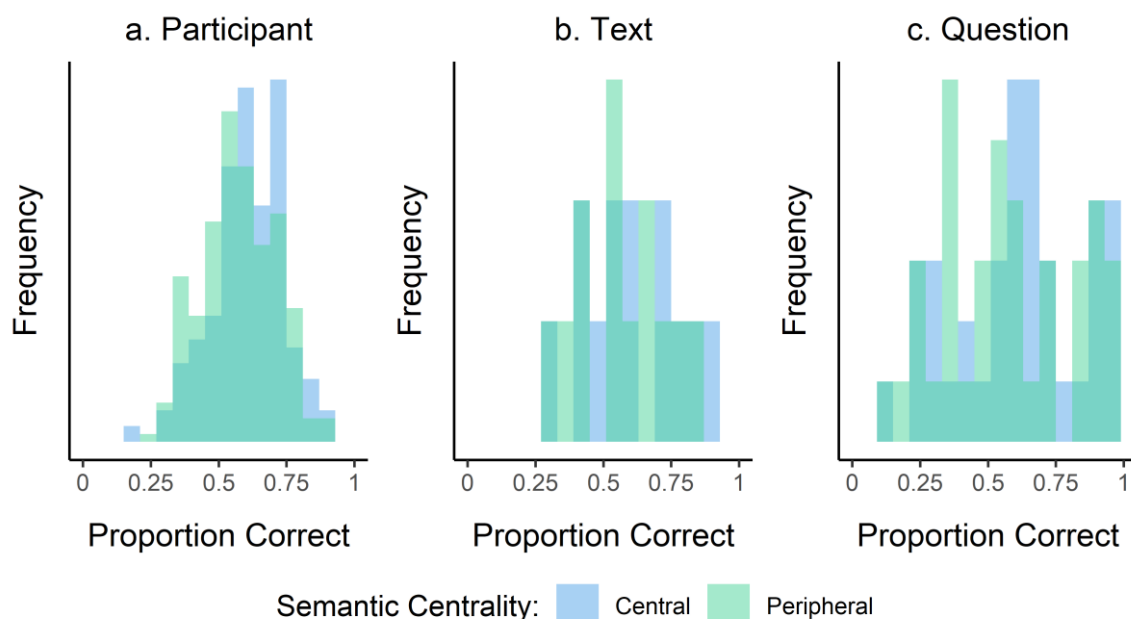 a. Participant
b. Text
c. Question
Frequency
Frequency
Frequency
0 0.25 0.5 0.75 1
0 0.25 0.5 0.75 1
0 0.25 0.5 0.75 1
Proportion Correct
Proportion Correct
Proportion Correct
Semantic Centrality: Central Peripheral